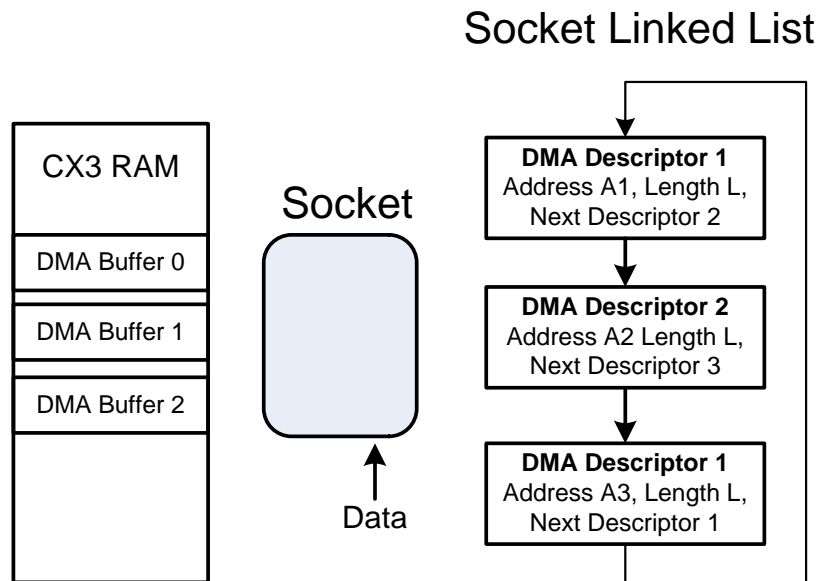 Socket Linked List
CX3 RAM
DMA Buffer 0
DMA Buffer 1
DMA Buffer 2
Socket
Data
DMA Descriptor 1
Address A1, Length L,
Next Descriptor 2
DMA Descriptor 2
Address A2 Length L,
Next Descriptor 3
DMA Descriptor 1
Address A3, Length L,
Next Descriptor 1